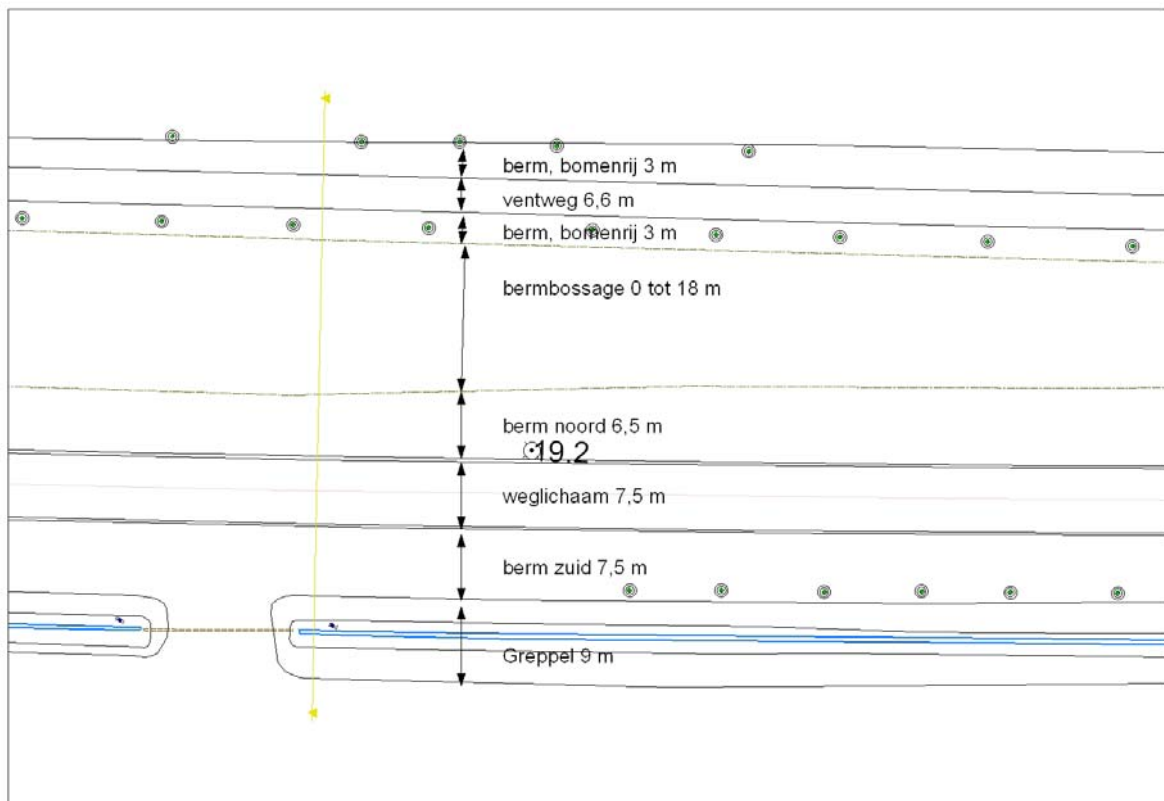 berm, bomenrij 3 m
ventweg 6,6 m
berm, bomenrij 3 m
bermbossage 0 tot 18 m
berm noord 6,5 m
19.2
weglichaam 7,5 m
berm zuid 7,5 m
Greppel 9 m